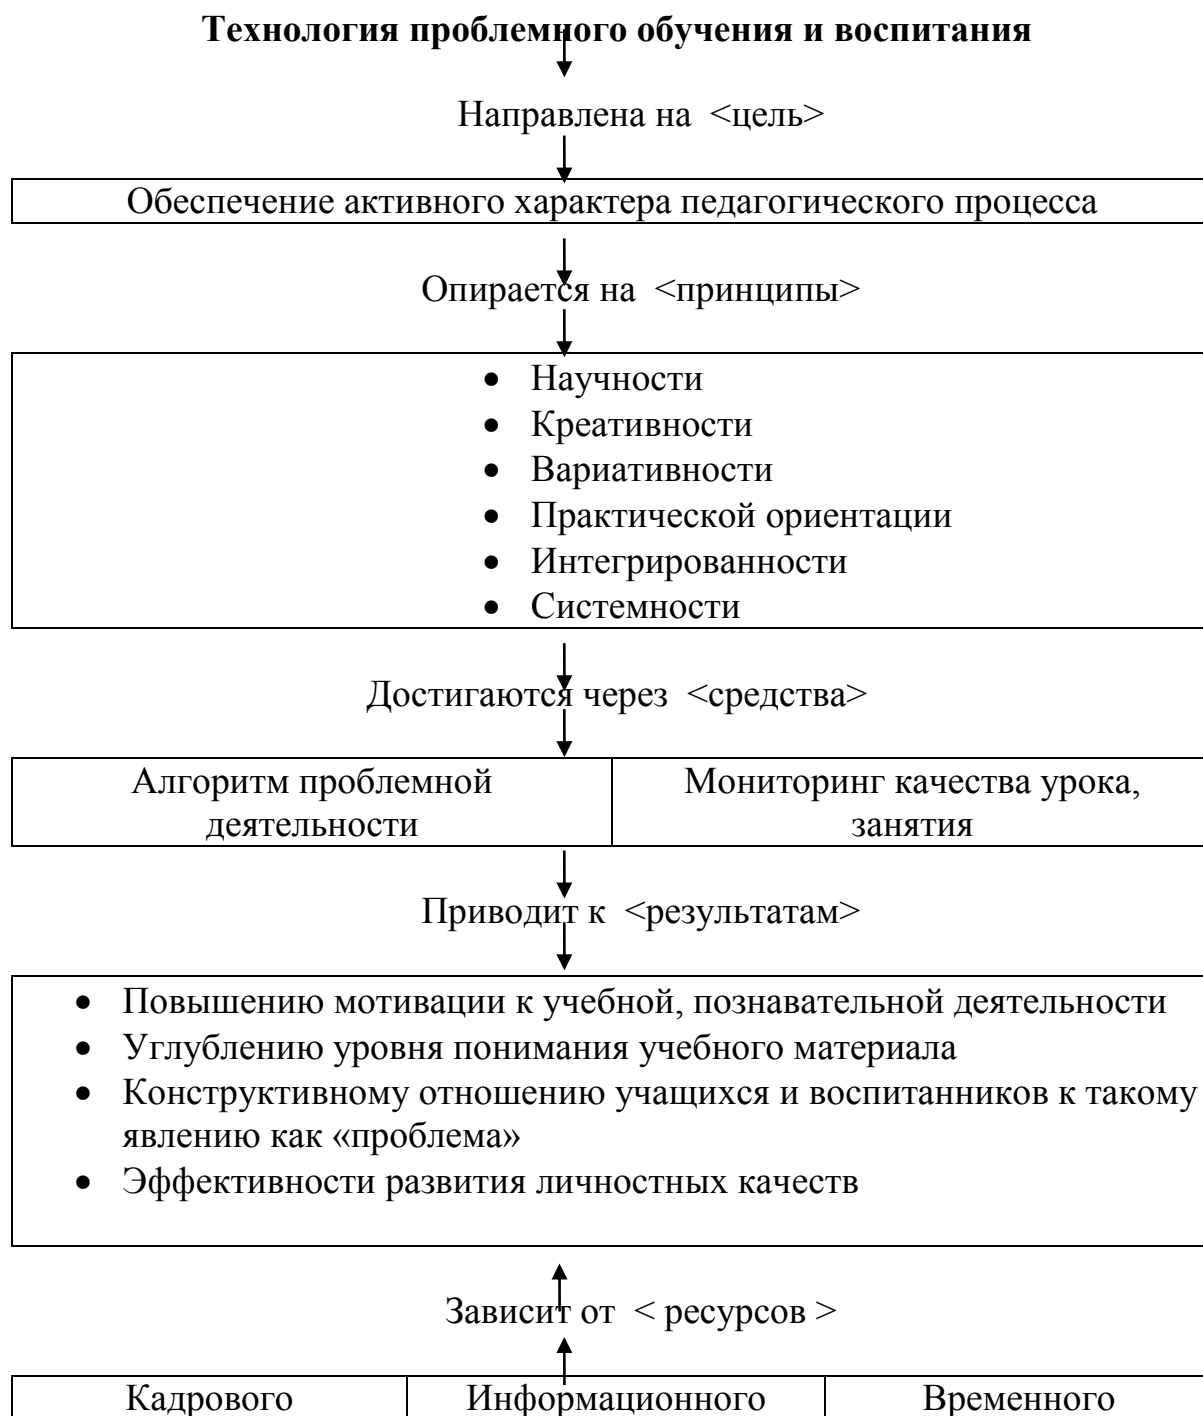 Технология проблемного обучения и воспитания
Направлена на <цель>
Обеспечение активного характера педагогического процесса
Опирается на <принципы>
• Научности
• Креативности
• Вариативности
• Практической ориентации
• Интегрированности
• Системности
Достигаются через <средства>
Алгоритм проблемной
деятельности
Мониторинг качества урока,
занятия
Приводит к <результатам>
• Повышению мотивации к учебной, познавательной деятельности
• Углублению уровня понимания учебного материала
• Конструктивному отношению учащихся и воспитанников к такому
явлению как «проблема»
• Эффективности развития личностных качеств
Зависит от < ресурсов >
Кадрового
Информационного
Временного